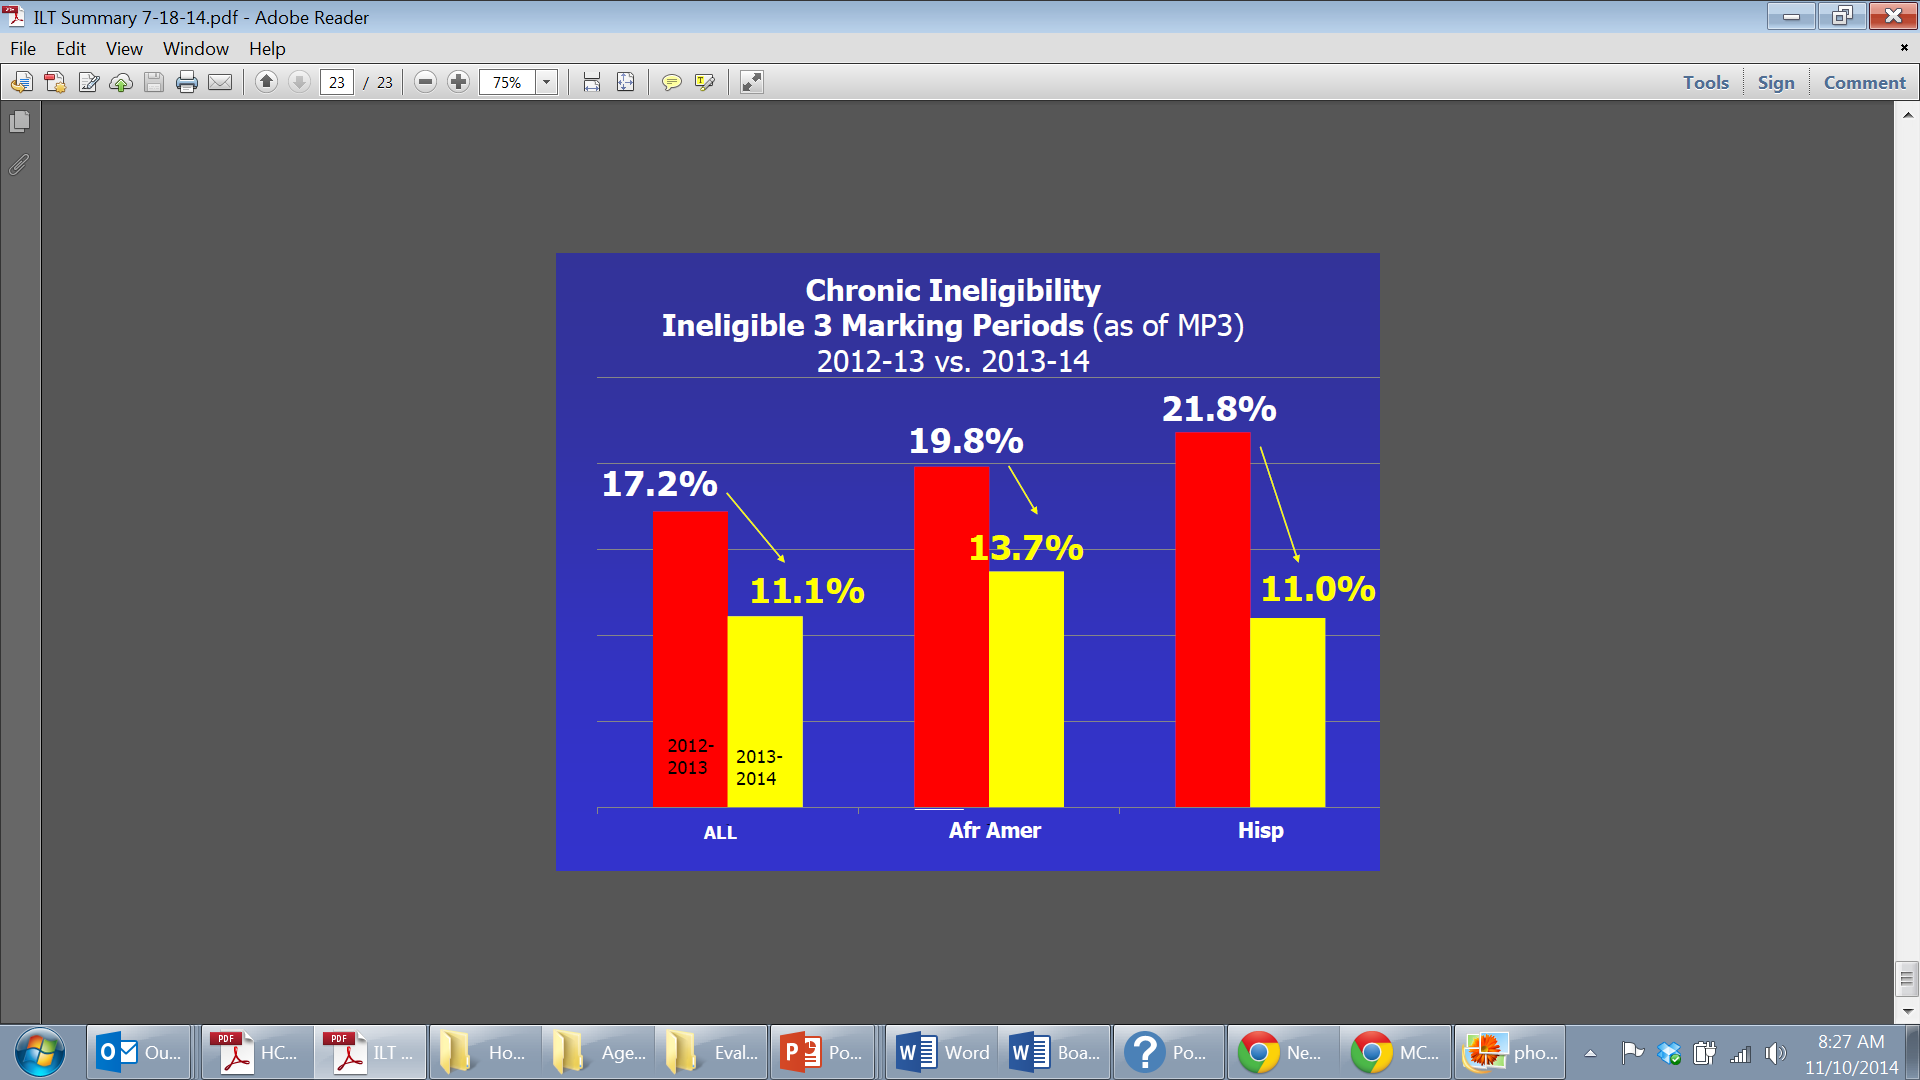 ILT Summary 7-18-14.pdf - Adobe Reader
File Edit View Window Help
23 / 23 75% Tools Sign Comment
Chronic Ineligibility
Ineligible 3 Marking Periods (as of MP3)
2012-13 vs. 2013-14
21.8%
19.8%
17.2%
13.7%
11.1% 11.0%
2012-
2013
2013-
2014
ALL Afr Amer Hisp
Ou... HC... ILT ... Ho... Age... Eval... Po... Word Boa... Po... Ne... MC... pho...
8:27 AM
11/10/2014